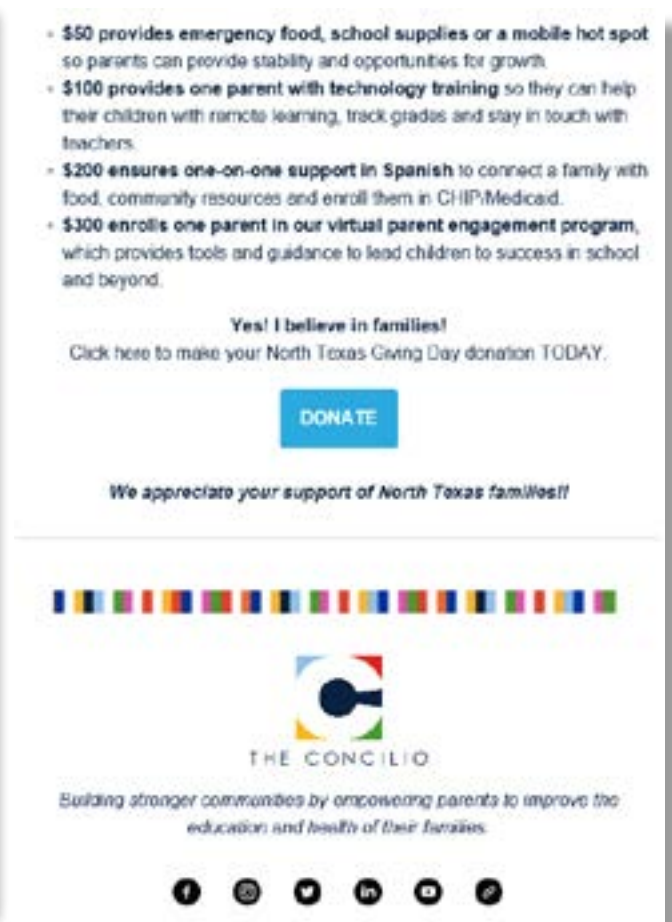 $50 provides emergency food, school supplies or a mobile hot spot
so parents can provide stability and opportunities for growth.
$100 provides one parent with technology training so they can help
their children with remote learning, track grades and stay in touch with
teachers.
$200 ensures one-on-one support in Spanish to connect a family with
food, community resources and enroll them in CHIP/Medicaid.
$300 enrolls one parent in our virtual parent engagement program,
which provides tools and guidance to lead children to success in school
and beyond.
Yes! I believe in families!
Click here to make your North Texas Giving Day donation TODAY.
DONATE
We appreciate your support of North Texas families!!
THE CONCILIO
Building stronger communities by empowering parents to improve the
education and health of their families.